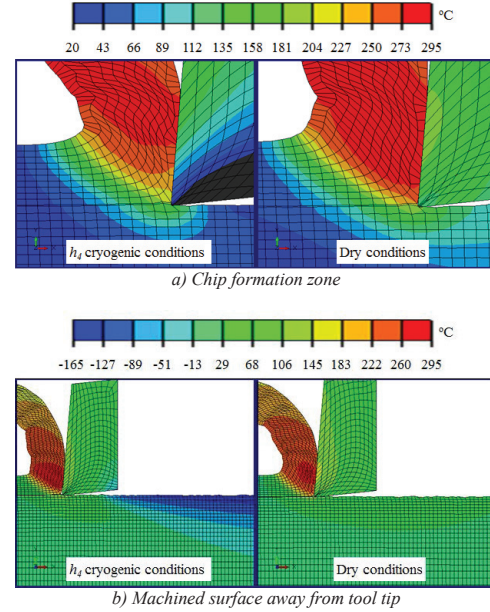 °C
20 43 66 89 112 135 158 181 204 227 250 273 295
h4 cryogenic conditions
Dry conditions
a) Chip formation zone
°C
-165 -127 -89 -51 -13 29 68 106 145 183 222 260 295
h4 cryogenic conditions
Dry conditions
b) Machined surface away from tool tip